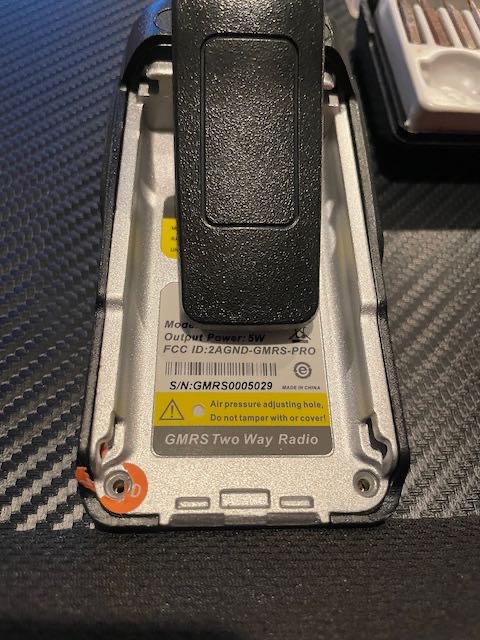 Mode
Output Power: 5W
FCC ID:2AGND-GMRS-PRO
S/N:GMRS0005029
MADE IN CHINA
Air pressure adjusting hole,
Do not tamper with or cover!
GMRS Two Way Radio